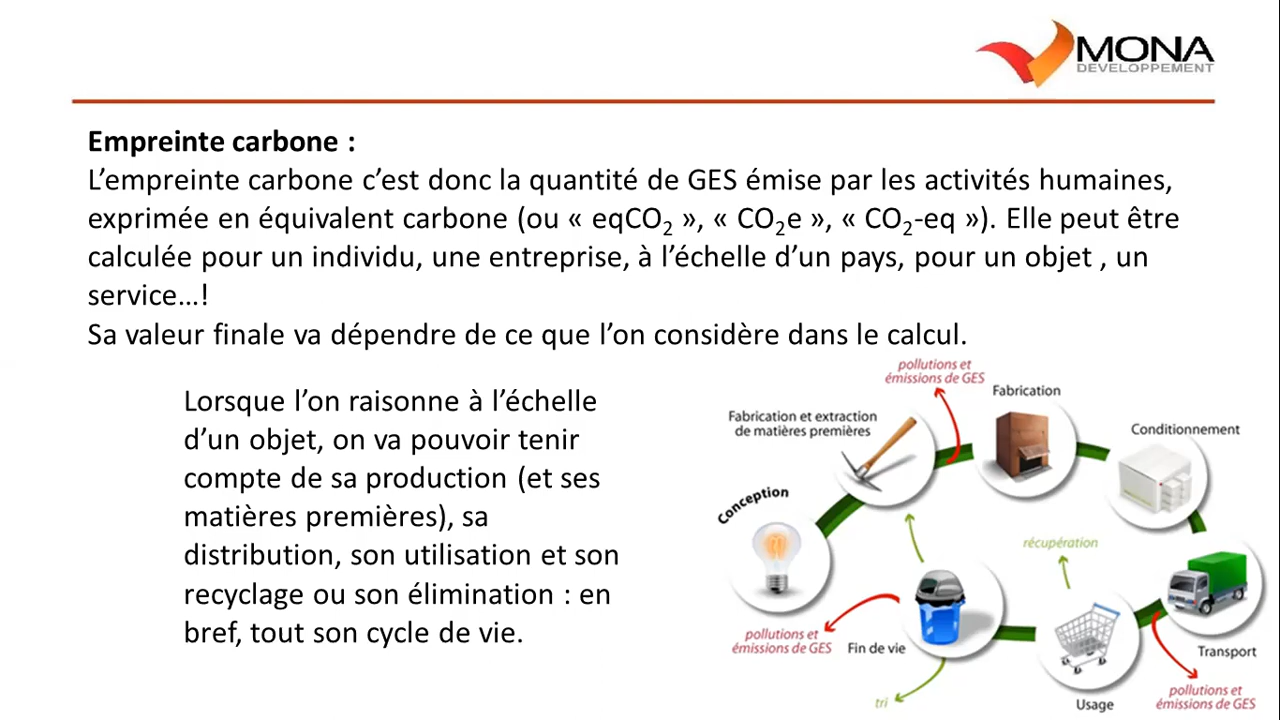 MONA
DEVELOPPEMENT
Empreinte carbone :
L’empreinte carbone c’est donc la quantité de GES émise par les activités humaines,
exprimée en équivalent carbone (ou « eqCO₂ », « CO₂e », « CO₂-eq »). Elle peut être
calculée pour un individu, une entreprise, à l’échelle d’un pays, pour un objet , un
service…!
Sa valeur finale va dépendre de ce que l’on considère dans le calcul.
Lorsque l’on raisonne à l’échelle
d’un objet, on va pouvoir tenir
compte de sa production (et ses
matières premières), sa
distribution, son utilisation et son
recyclage ou son élimination : en
bref, tout son cycle de vie.
pollutions et
émissions de GES
Fabrication
Fabrication et extraction
de matières premières
Conditionnement
Conception
récupération
pollutions et
émissions de GES
Fin de vie
Transport
tri
Usage
pollutions et
émissions de GES